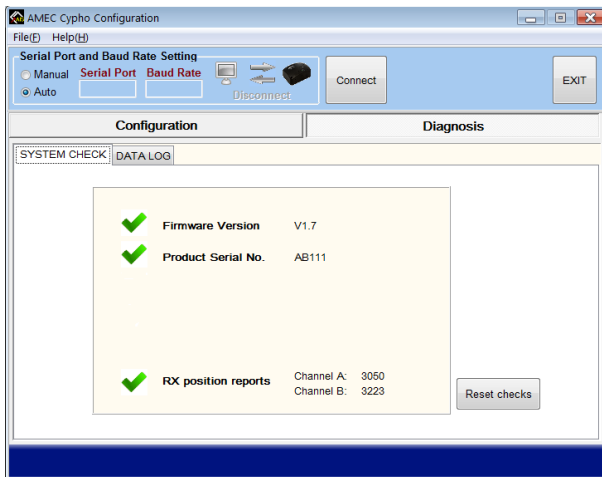 AMEC Cypho Configuration
File(F) Help(H)
Serial Port and Baud Rate Setting
Manual Serial Port Baud Rate
Auto
Disconnect
Connect
EXIT
Configuration Diagnosis
SYSTEM CHECK DATA LOG
Firmware Version V1.7
Product Serial No. AB111
RX position reports Channel A: 3050
Channel B: 3223
Reset checks